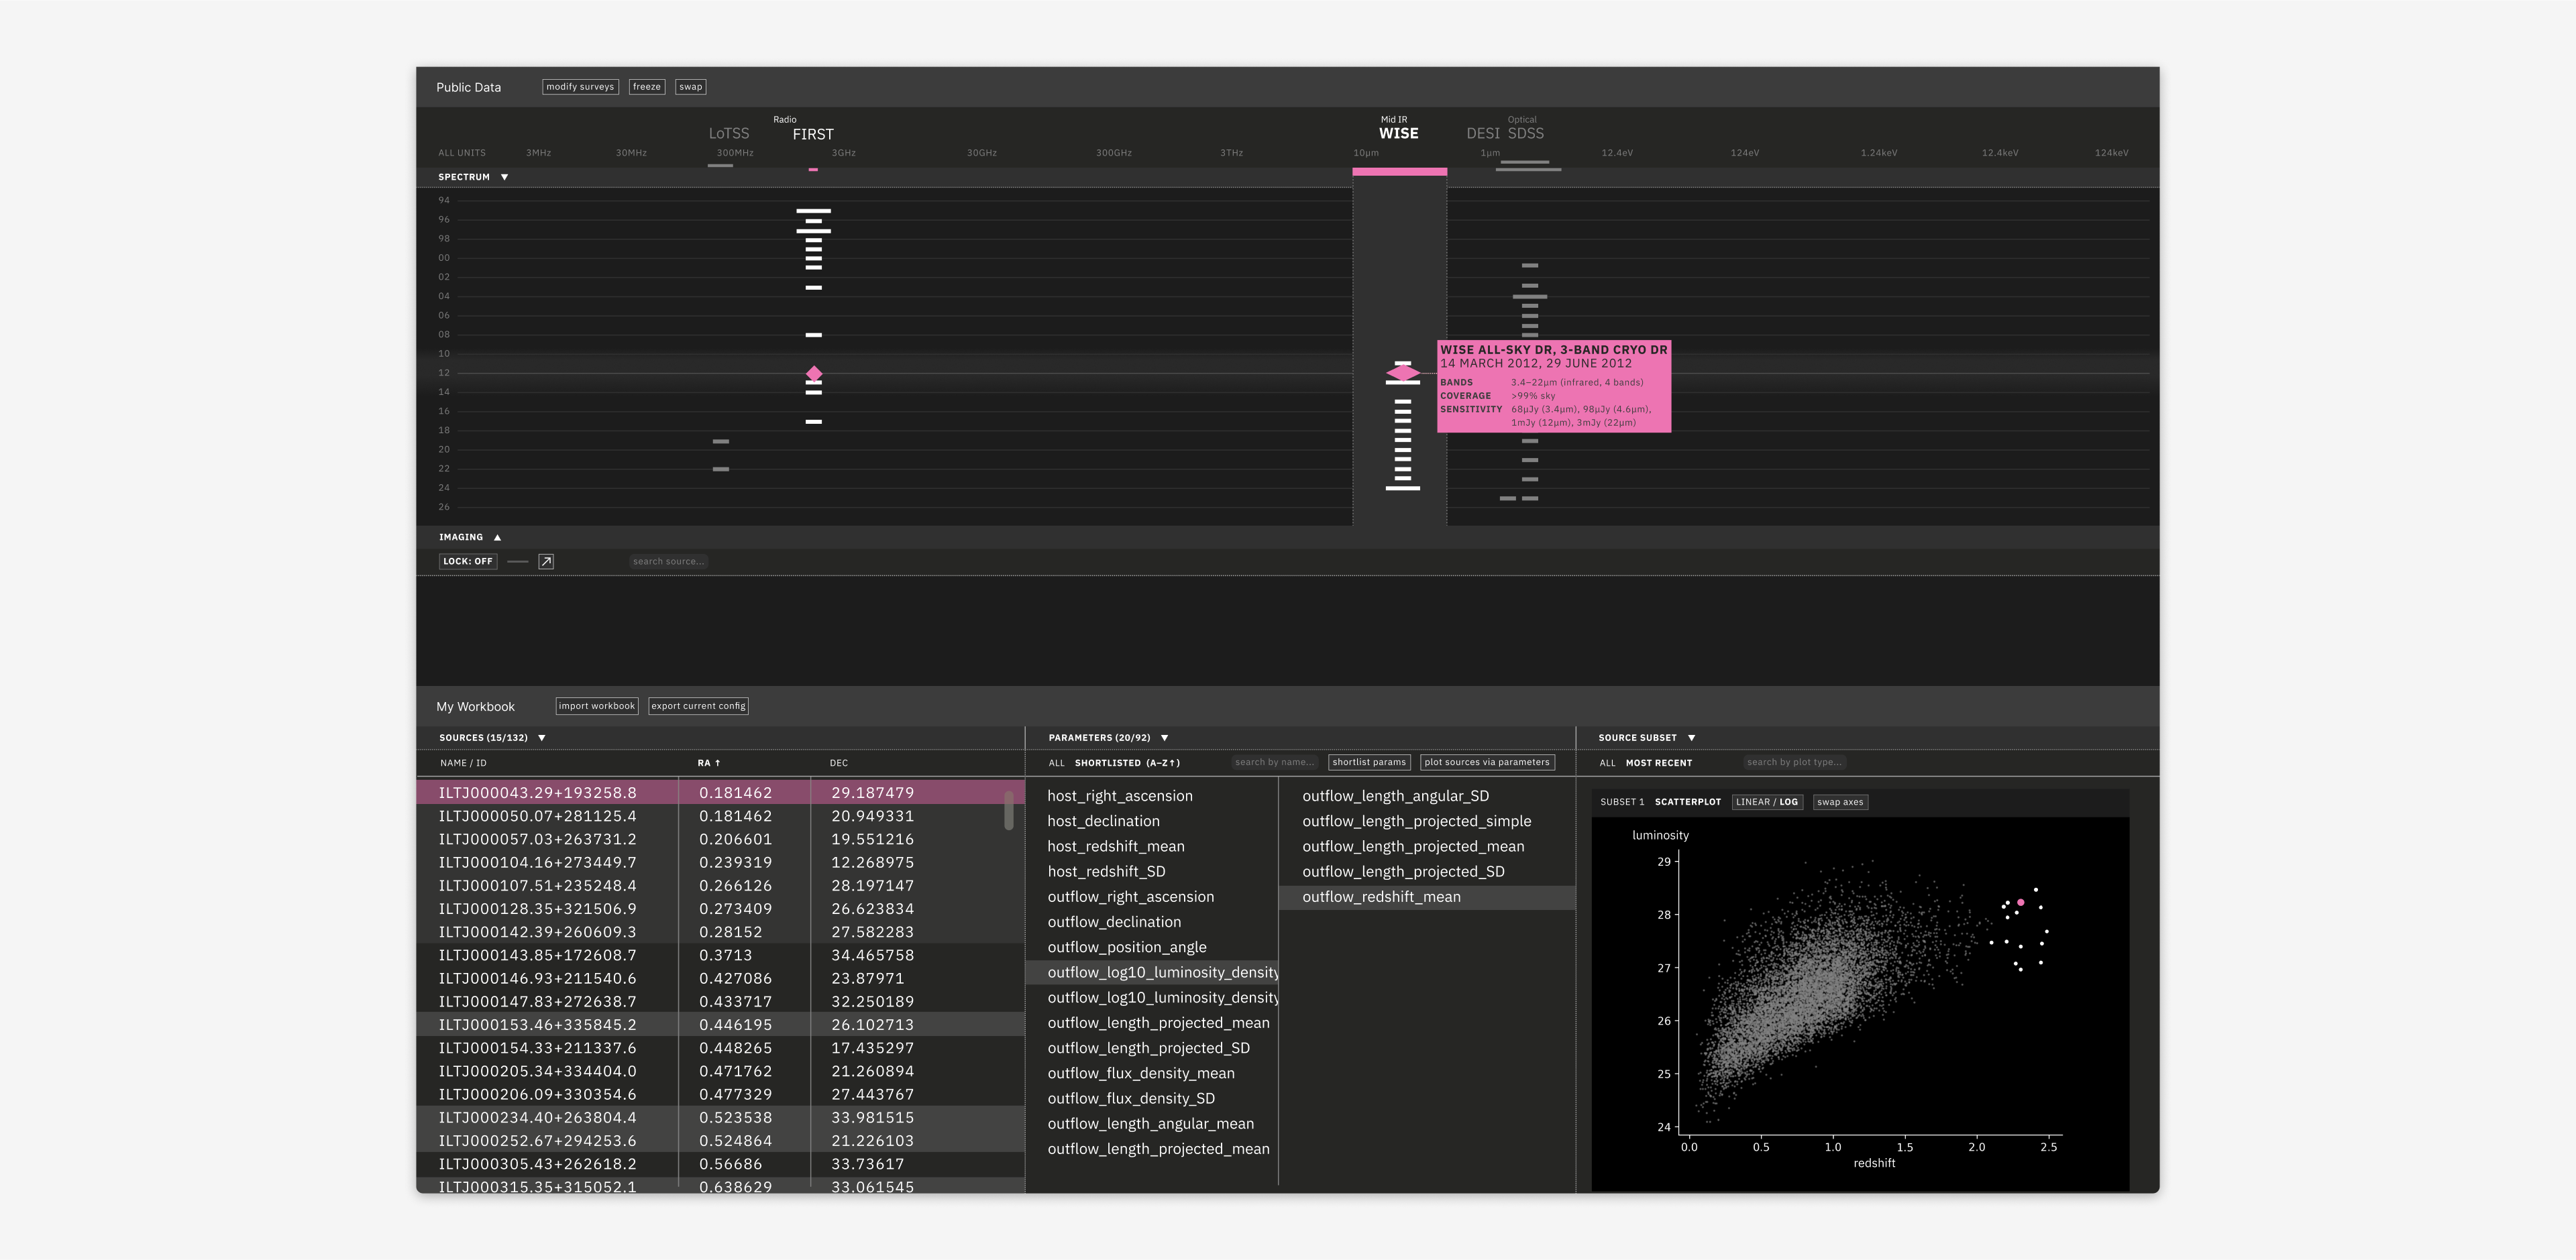 Public Data modify surveys freeze swap
Radio Mid IR Optical
LoTSS FIRST WISE DESI SDSS
ALL UNITS 3MHz 30MHz 300MHz 3GHz 30GHz 300GHz 3THz 10µm 1µm 12.4eV 124eV 1.24keV 12.4keV 124keV
SPECTRUM ▼
94
96
98
00
02
04
06
08
10
12
14
16
18
20
22
24
26
WISE ALL-SKY DR, 3-BAND CRYO DR
14 MARCH 2012, 29 JUNE 2012
BANDS 3.4–22µm (infrared, 4 bands)
COVERAGE >99% sky
SENSITIVITY 68µJy (3.4µm), 98µJy (4.6µm),
1mJy (12µm), 3mJy (22µm)
IMAGING ▲
LOCK: OFF search source...
My Workbook import workbook export current config
SOURCES (15/132) ▼
NAME / ID RA ↑ DEC
ILTJ000043.29+193258.8 0.181462 29.187479
ILTJ000050.07+281125.4 0.181462 20.949331
ILTJ000057.03+263731.2 0.206601 19.551216
ILTJ000104.16+273449.7 0.239319 12.268975
ILTJ000107.51+235248.4 0.266126 28.197147
ILTJ000128.35+321506.9 0.273409 26.623834
ILTJ000142.39+260609.3 0.28152 27.582283
ILTJ000143.85+172608.7 0.3713 34.465758
ILTJ000146.93+211540.6 0.427086 23.87971
ILTJ000147.83+272638.7 0.433717 32.250189
ILTJ000153.46+335845.2 0.446195 26.102713
ILTJ000154.33+211337.6 0.448265 17.435297
ILTJ000205.34+334404.0 0.471762 21.260894
ILTJ000206.09+330354.6 0.477329 27.443767
ILTJ000234.40+263804.4 0.523538 33.981515
ILTJ000252.67+294253.6 0.524864 21.226103
ILTJ000305.43+262618.2 0.56686 33.73617
ILTJ000315.35+315052.1 0.638629 33.061545
PARAMETERS (20/92) ▼
ALL SHORTLISTED (A–Z↑) search by name... shortlist params plot sources via parameters
host_right_ascension
host_declination
host_redshift_mean
host_redshift_SD
outflow_right_ascension
outflow_declination
outflow_position_angle
outflow_log10_luminosity_density
outflow_log10_luminosity_density
outflow_length_projected_mean
outflow_length_projected_SD
outflow_flux_density_mean
outflow_flux_density_SD
outflow_length_angular_mean
outflow_length_projected_mean
outflow_length_angular_SD
outflow_length_projected_simple
outflow_length_projected_mean
outflow_length_projected_SD
outflow_redshift_mean
SOURCE SUBSET ▼
ALL MOST RECENT search by plot type...
SUBSET 1 SCATTERPLOT LINEAR / LOG swap axes
luminosity
29
28
27
26
25
24
0.0 0.5 1.0 1.5 2.0 2.5
redshift